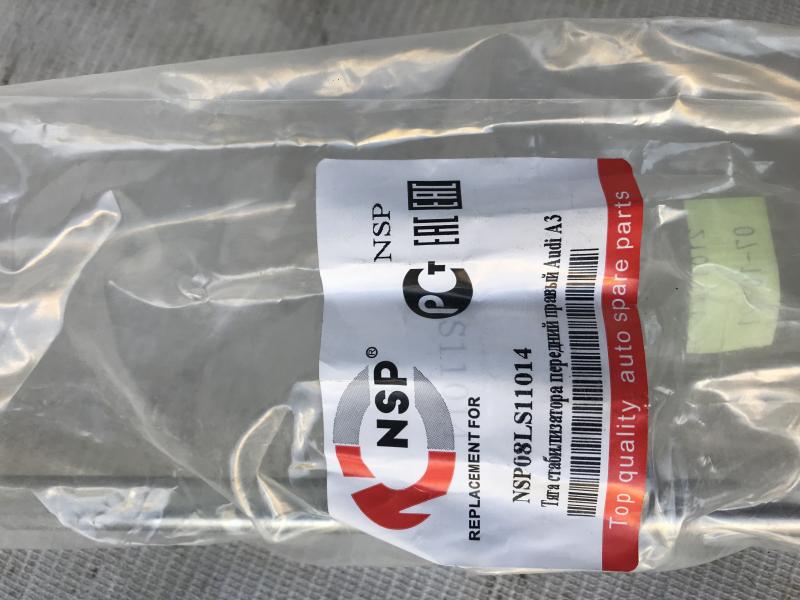 NSP®
NSP
REPLACEMENT FOR
PC
EAC EAC
NSP08LS11014
Тяга стабилизатора передний правый Audi A3
Top quality auto spare parts